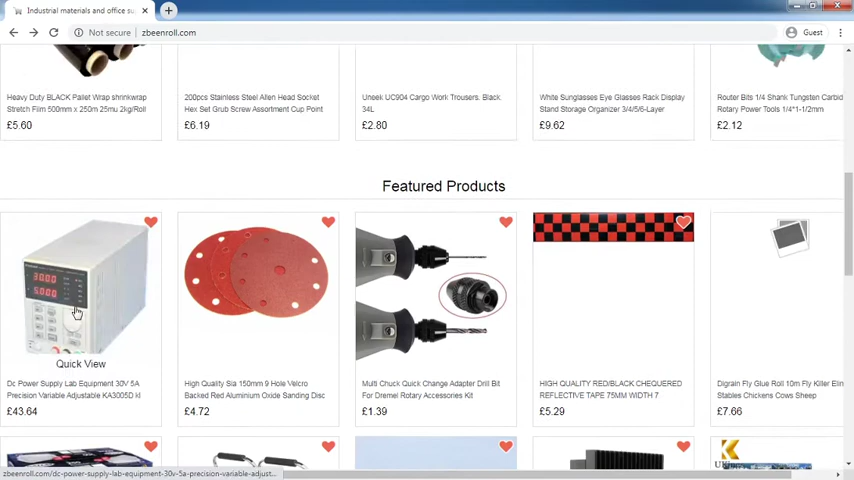 Industrial materials and office su
Not secure | zbeenroll.com
Guest
Heavy Duty BLACK Pallet Wrap shrinkwrap
Stretch Film 500mm x 250m 25mu 2kg/Roll
£5.60
200pcs Stainless Steel Allen Head Socket
Hex Set Grub Screw Assortment Cup Point
£6.19
Uneek UC904 Cargo Work Trousers. Black.
34L
£2.80
White Sunglasses Eye Glasses Rack Display
Stand Storage Organizer 3/4/5/6-Layer
£9.62
Router Bits 1/4 Shank Tungsten Carbid
Rotary Power Tools 1/4*1-1/2mm
£2.12
Featured Products
30.00
5.000
Quick View
Dc Power Supply Lab Equipment 30V 5A
Precision Variable Adjustable KA3005D kl
£43.64
High Quality Sia 150mm 9 Hole Velcro
Backed Red Aluminium Oxide Sanding Disc
£4.72
Multi Chuck Quick Change Adapter Drill Bit
For Dremel Rotary Accessories Kit
£1.39
HIGH QUALITY RED/BLACK CHEQUERED
REFLECTIVE TAPE 75MM WIDTH 7
£5.29
Digrain Fly Glue Roll 10m Fly Killer Elim
Stables Chickens Cows Sheep
£7.66
zbeenroll.com/dc-power-supply-lab-equipment-30v-5a-precision-variable-adjust...